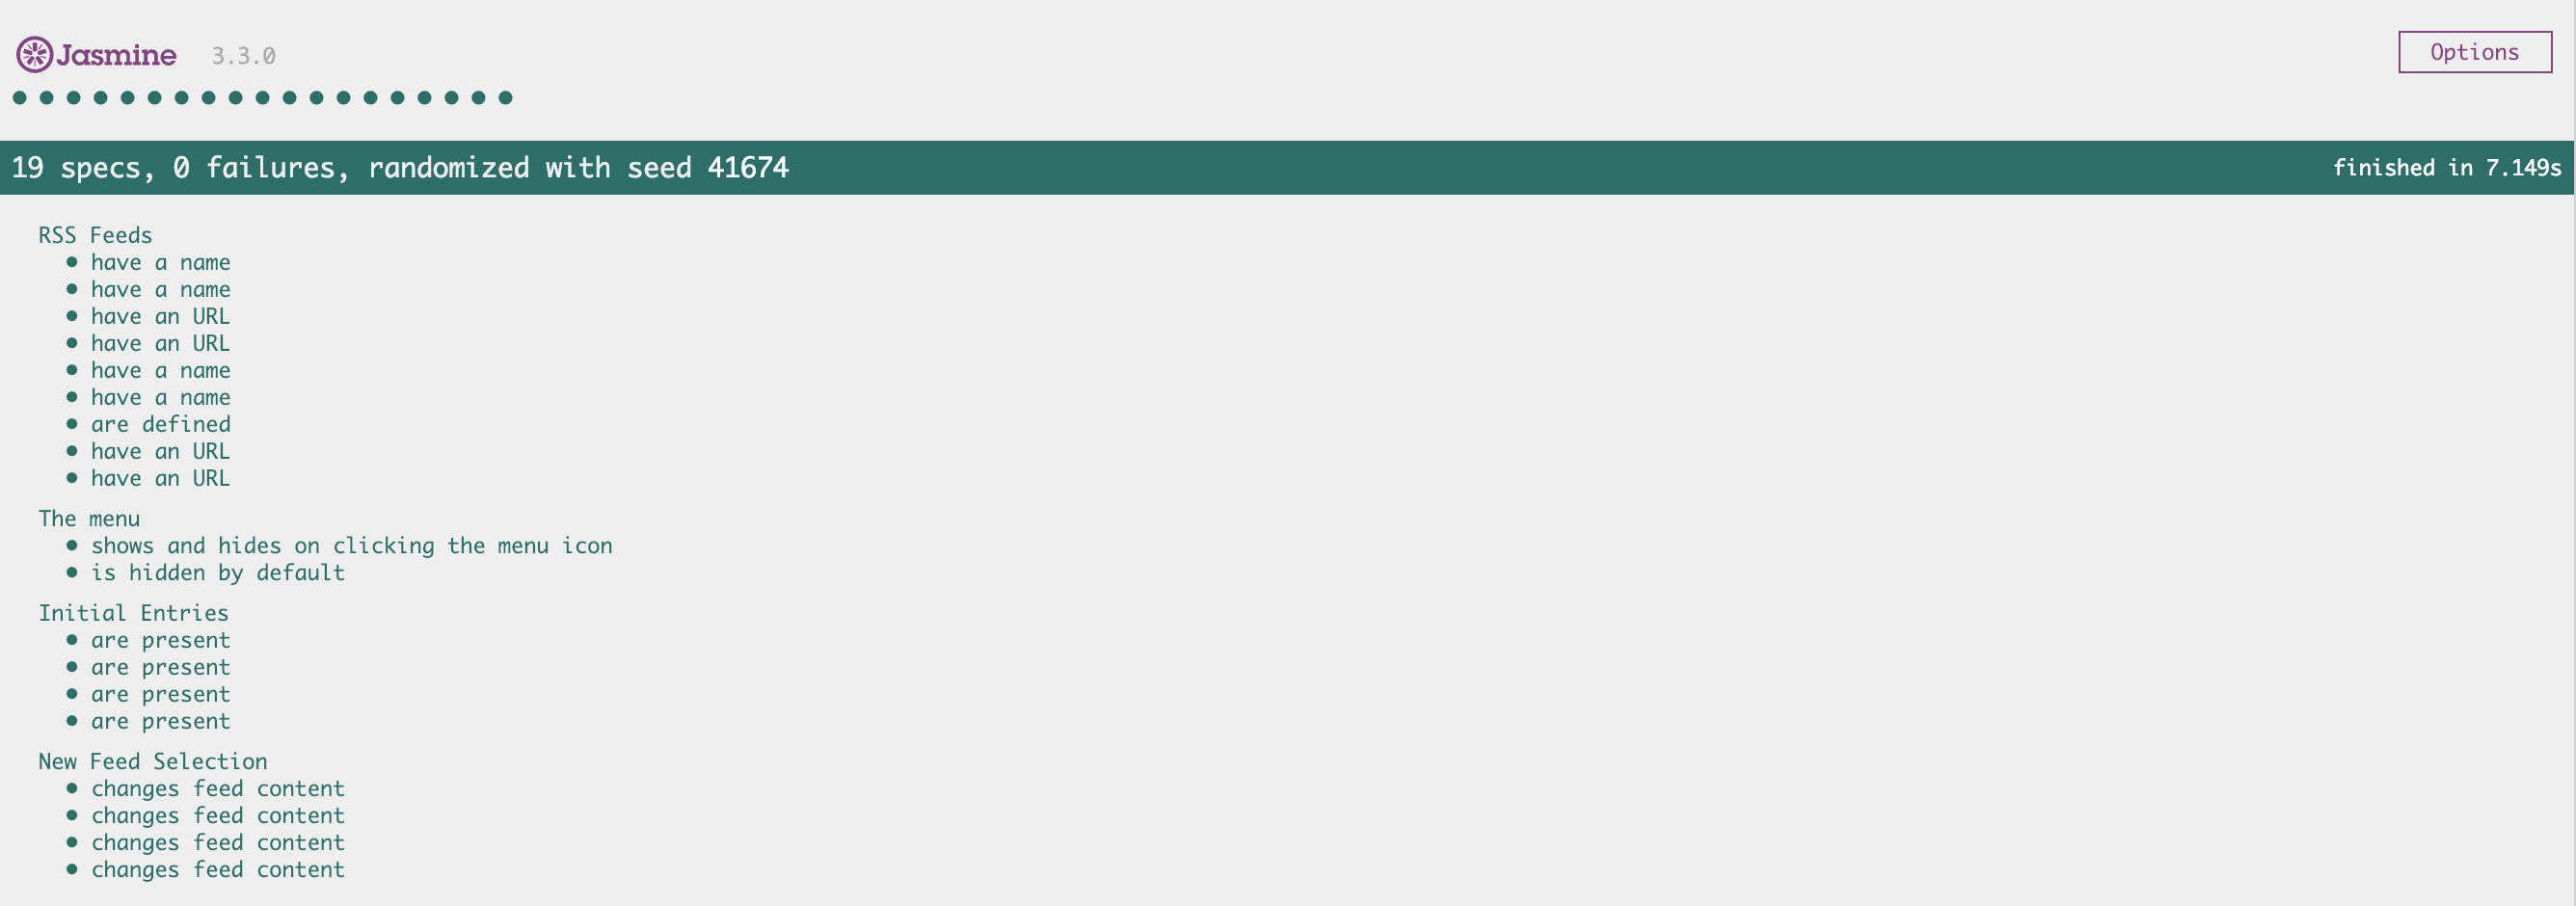 Jasmine 3.3.0 Options
19 specs, 0 failures, randomized with seed 41674 finished in 7.149s
RSS Feeds
• have a name
• have a name
• have an URL
• have an URL
• have a name
• have a name
• are defined
• have an URL
• have an URL
The menu
• shows and hides on clicking the menu icon
• is hidden by default
Initial Entries
• are present
• are present
• are present
• are present
New Feed Selection
• changes feed content
• changes feed content
• changes feed content
• changes feed content